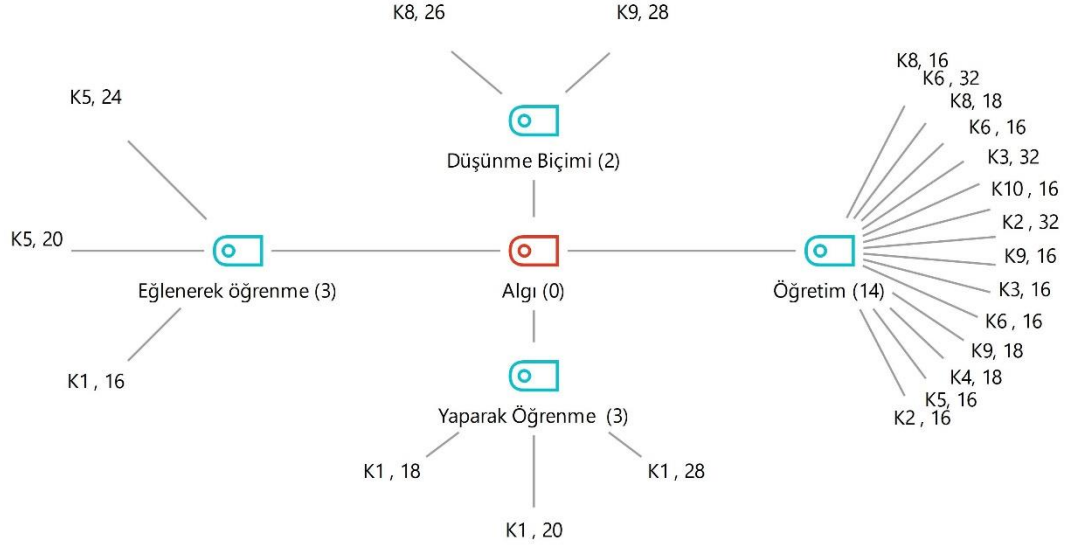 K8, 26
K9, 28
K5, 24
Düşünme Biçimi (2)
K5, 20
Eğlenerek öğrenme (3)
K1 , 16
Algı (0)
Yaparak Öğrenme (3)
K1 , 18
K1 , 28
K1 , 20
Öğretim (14)
K8, 16
K6, 32
K8, 18
K6 , 16
K3, 32
K10 , 16
K2 , 32
K9, 16
K3, 16
K6 , 16
K9, 18
K4, 18
K5, 16
K2 , 16